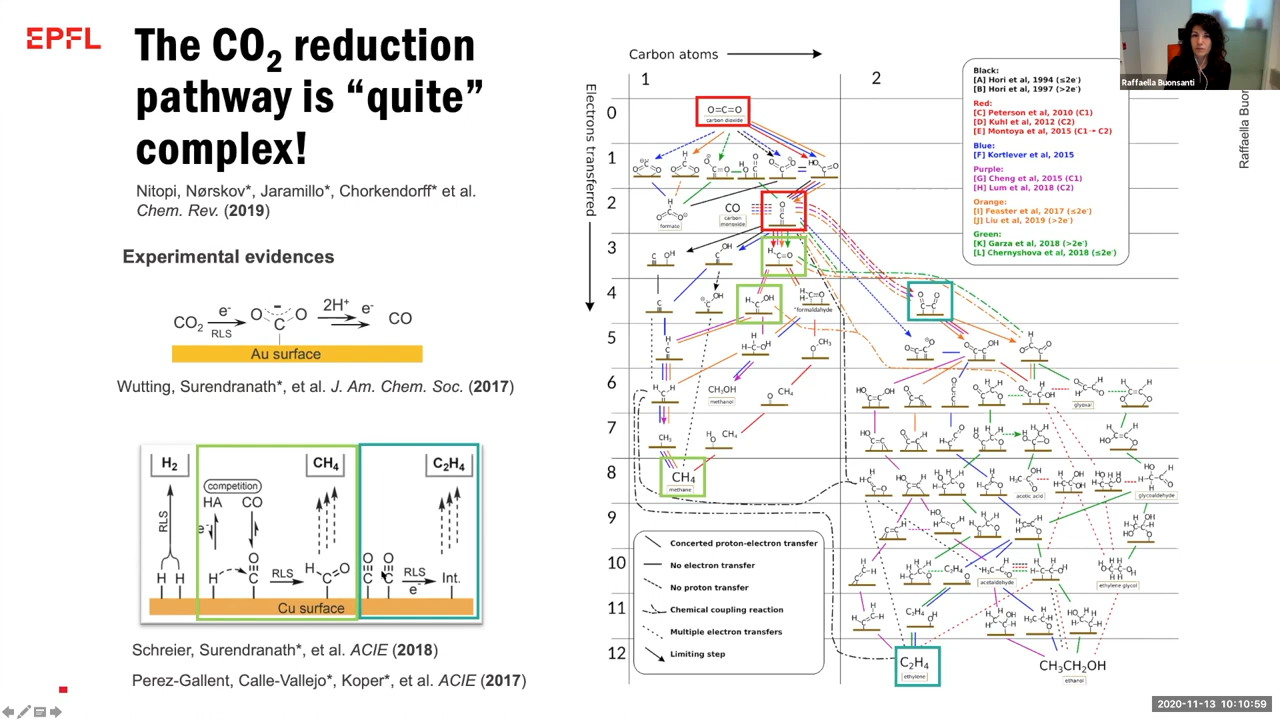 EPFL
The CO2 reduction
pathway is “quite”
complex!
Nitopi, Nørskov*, Jaramillo*, Chorkendorff* et al.
Chem. Rev. (2019)
Experimental evidences
CO2
e-
RLS
O
-
O
C
2H+
e-
CO
Au surface
Wutting, Surendranath*, et al. J. Am. Chem. Soc. (2017)
H2
CH4
C2H4
competition
HA
CO
RLS
e-
O
O
O
H
H
H
C
RLS
H
C
O
C
C
RLS
e-
Int.
Cu surface
Schreier, Surendranath*, et al. ACIE (2018)
Perez-Gallent, Calle-Vallejo*, Koper*, et al. ACIE (2017)
Carbon atoms
1
2
Electrons transferred
0
1
2
3
4
5
6
7
8
9
10
11
12
O=C=O
carbon dioxide
formate
CO
carbon
monoxide
formaldehyde
CH3OH
methanol
CH4
methane
glyoxal
acetic acid
glycoaldehyde
acetaldehyde
ethylene glycol
C2H4
ethylene
CH3CH2OH
ethanol
Black:
[A] Hori et al, 1994 (≤2e-)
[B] Hori et al, 1997 (>2e-)
Red:
[C] Peterson et al, 2010 (C1)
[D] Kuhl et al, 2012 (C2)
[E] Montoya et al, 2015 (C1→ C2)
Blue:
[F] Kortlever et al, 2015
Purple:
[G] Cheng et al, 2015 (C1)
[H] Lum et al, 2018 (C2)
Orange:
[I] Feaster et al, 2017 (≤2e-)
[J] Liu et al, 2019 (>2e-)
Green:
[K] Garza et al, 2018 (>2e-)
[L] Chernyshova et al, 2018 (≤2e-)
Concerted proton-electron transfer
No electron transfer
No proton transfer
Chemical coupling reaction
Multiple electron transfers
Limiting step
Raffaella Buonsanti
Raffaella Buon
2020-11-13 10:10:59